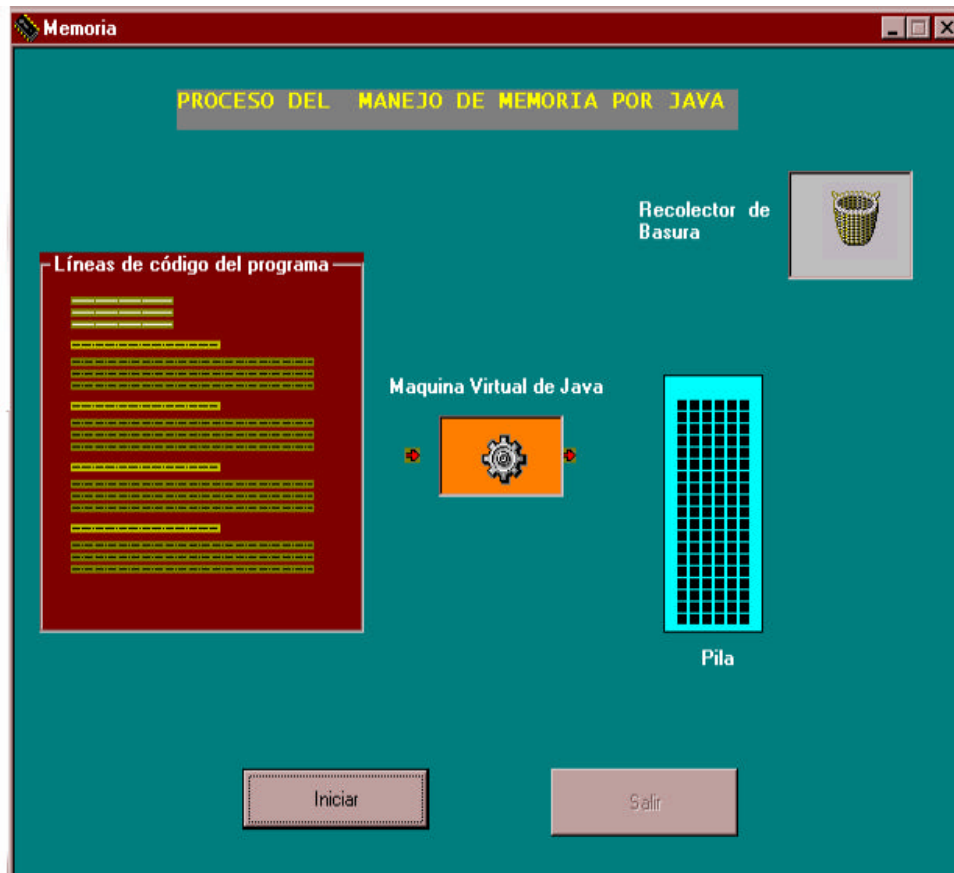 Memoria
PROCESO DEL MANEJO DE MEMORIA POR JAVA
Recolector de
Basura
Líneas de código del programa
Maquina Virtual de Java
Pila
Iniciar
Salir